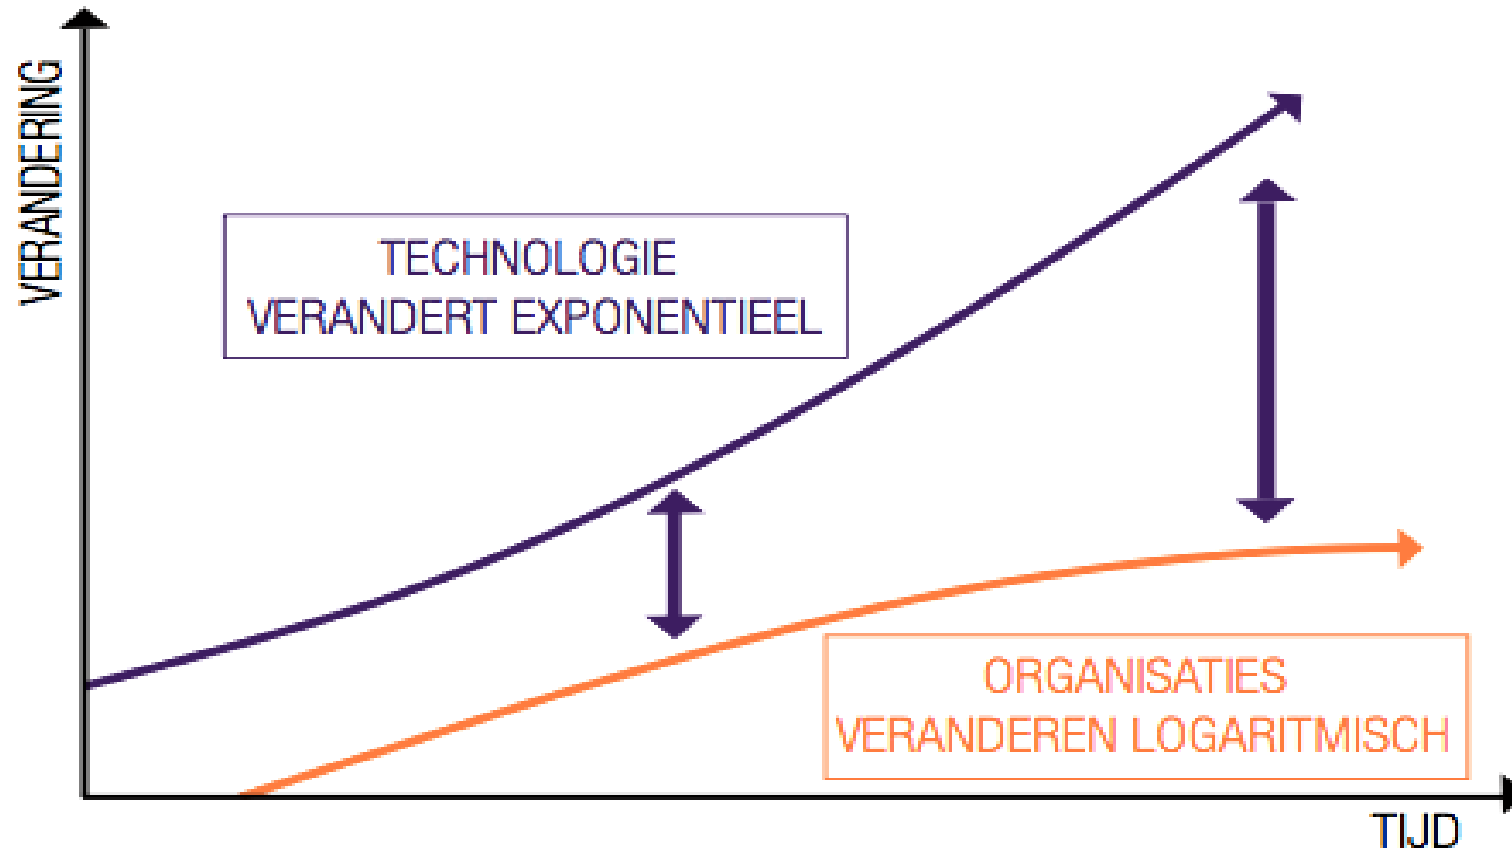 VERANDERING
TECHNOLOGIE
VERANDERT EXPONENTIEEL
ORGANISATIES
VERANDEREN LOGARITMISCH
TIJD